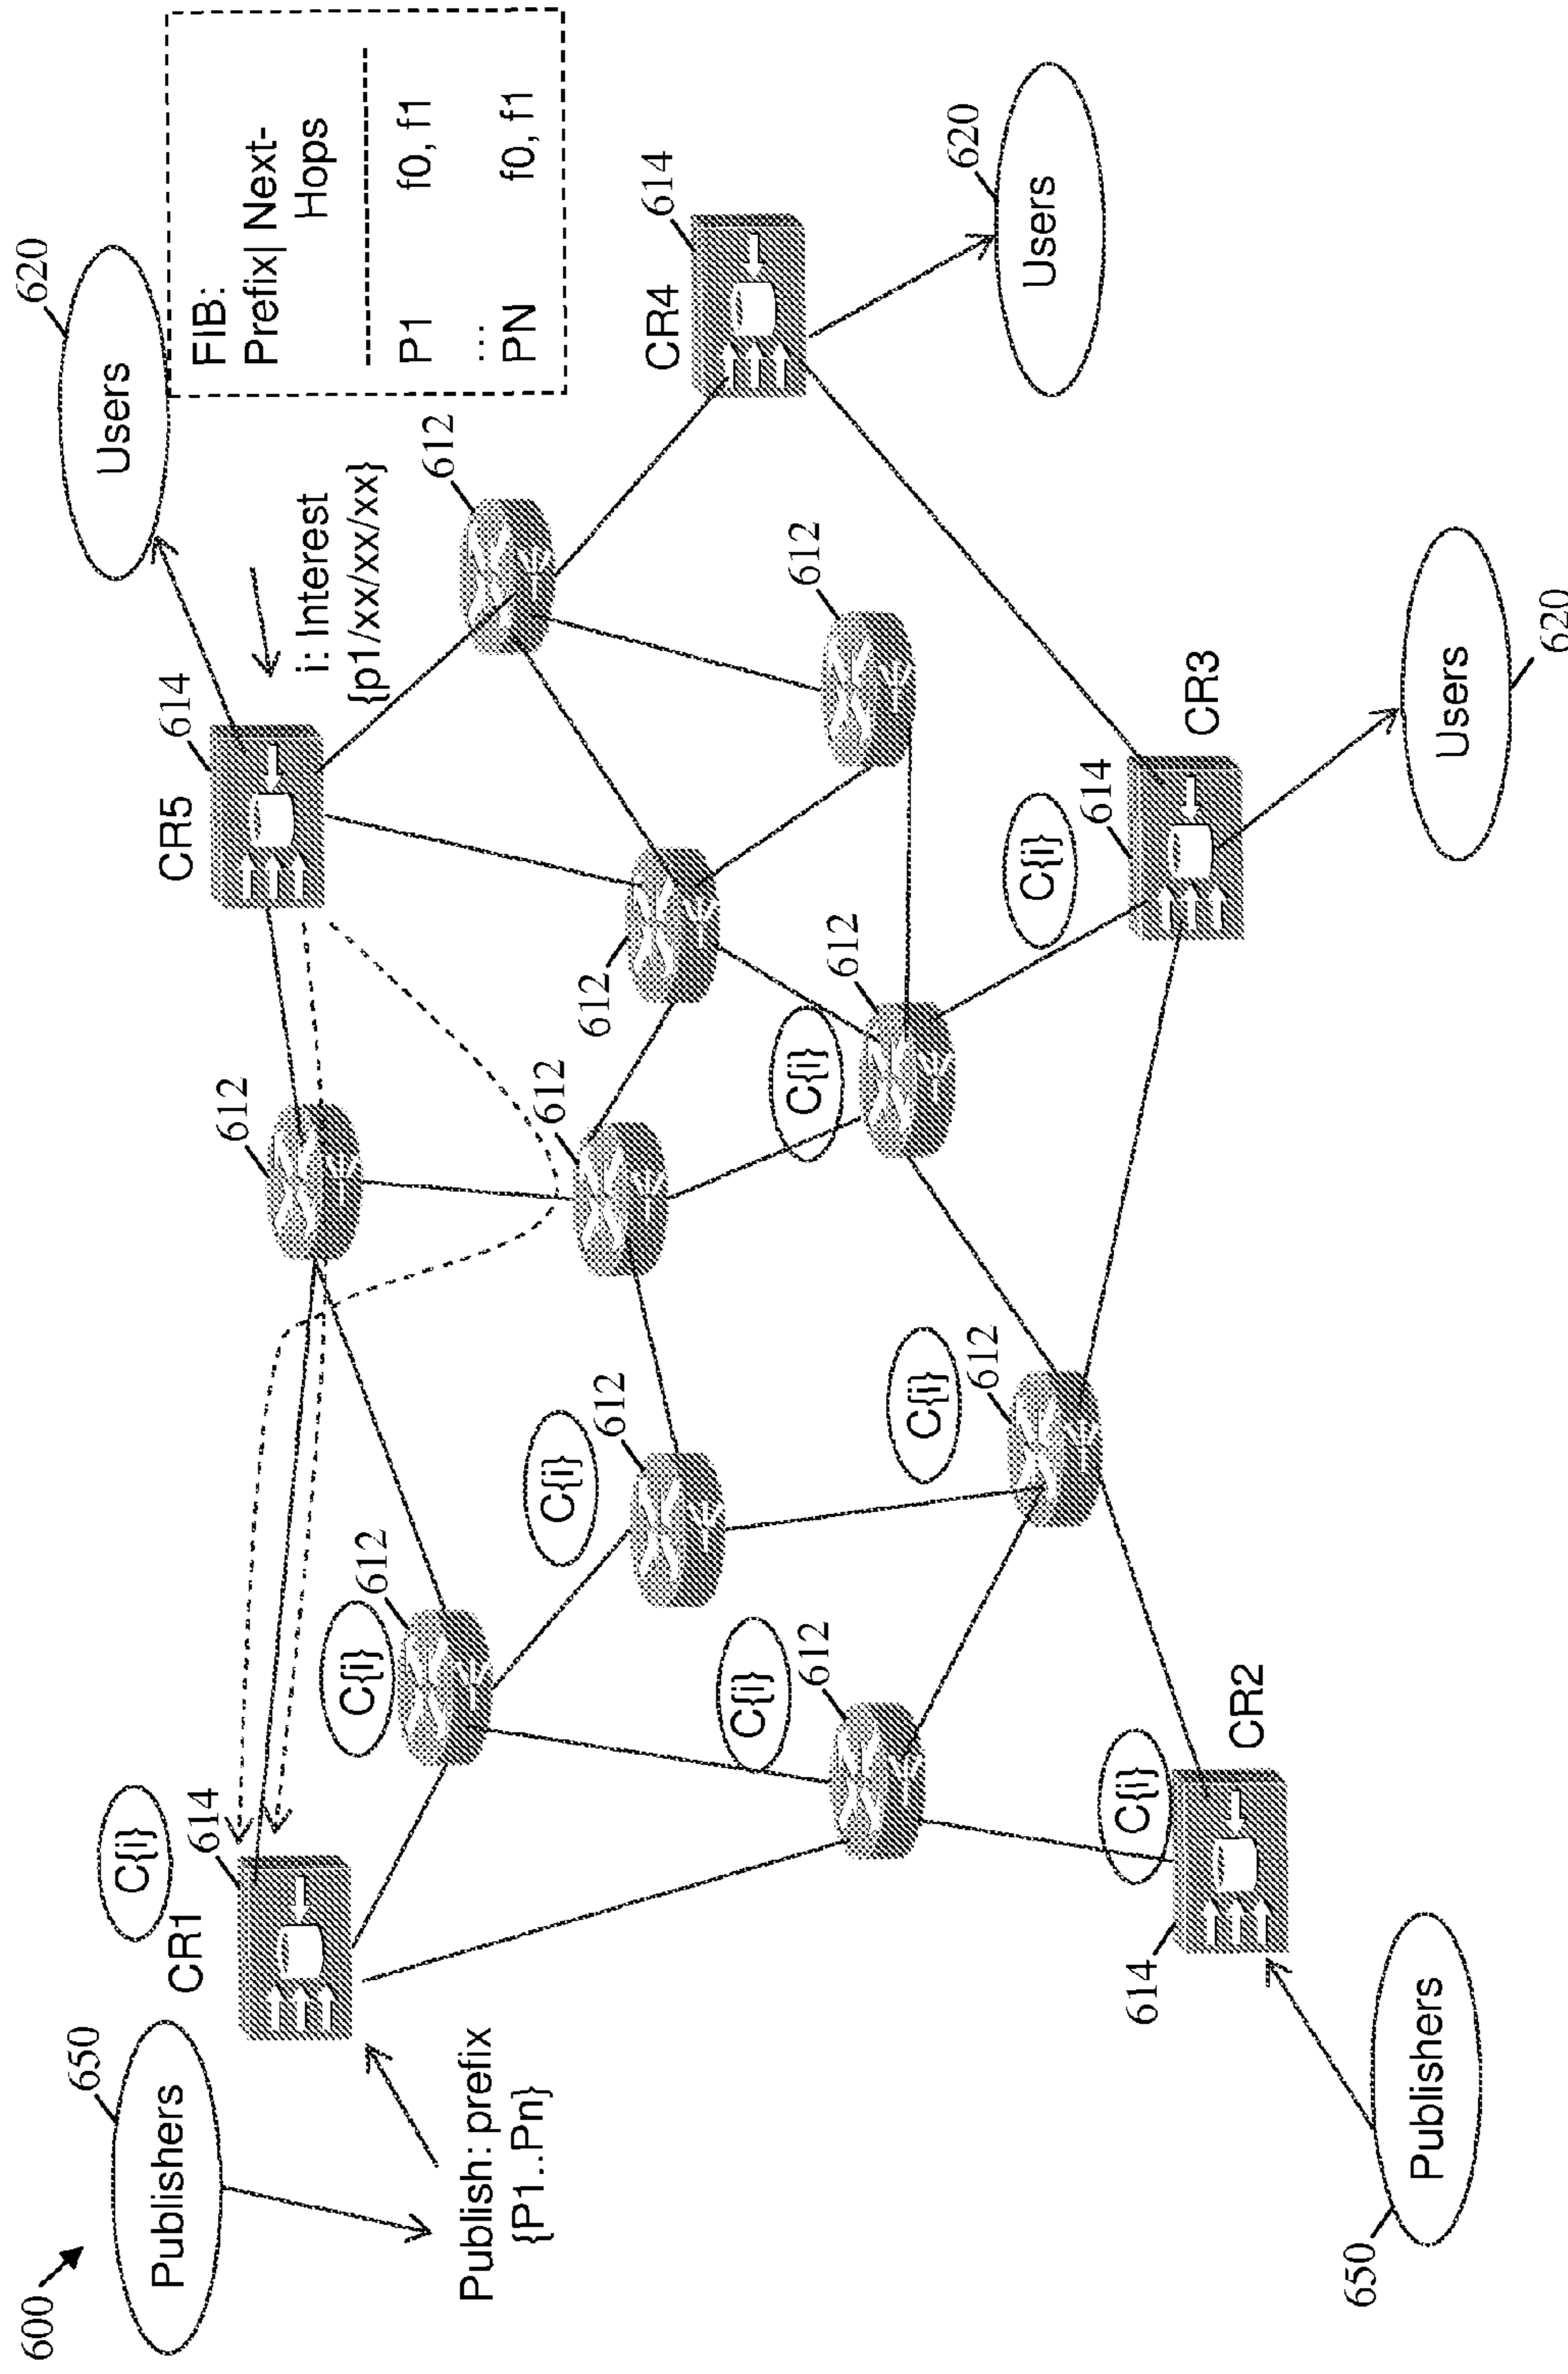 600
620
650
Publishers
Users
C{i}
CR1
614
CR5
614
612
FIB:
Prefix| Next-
Hops
P1 f0, f1
...
PN f0, f1
i: Interest
{p1/xx/xx/xx}
C{i}
612
612
Publish: prefix
{P1..Pn}
C{i}
612
612
612
CR4
614
C{i}
612
C{i}
612
612
C{i}
612
620
Users
C{i}
614
614
C{i}
CR2
CR3
650
Publishers
Users
620